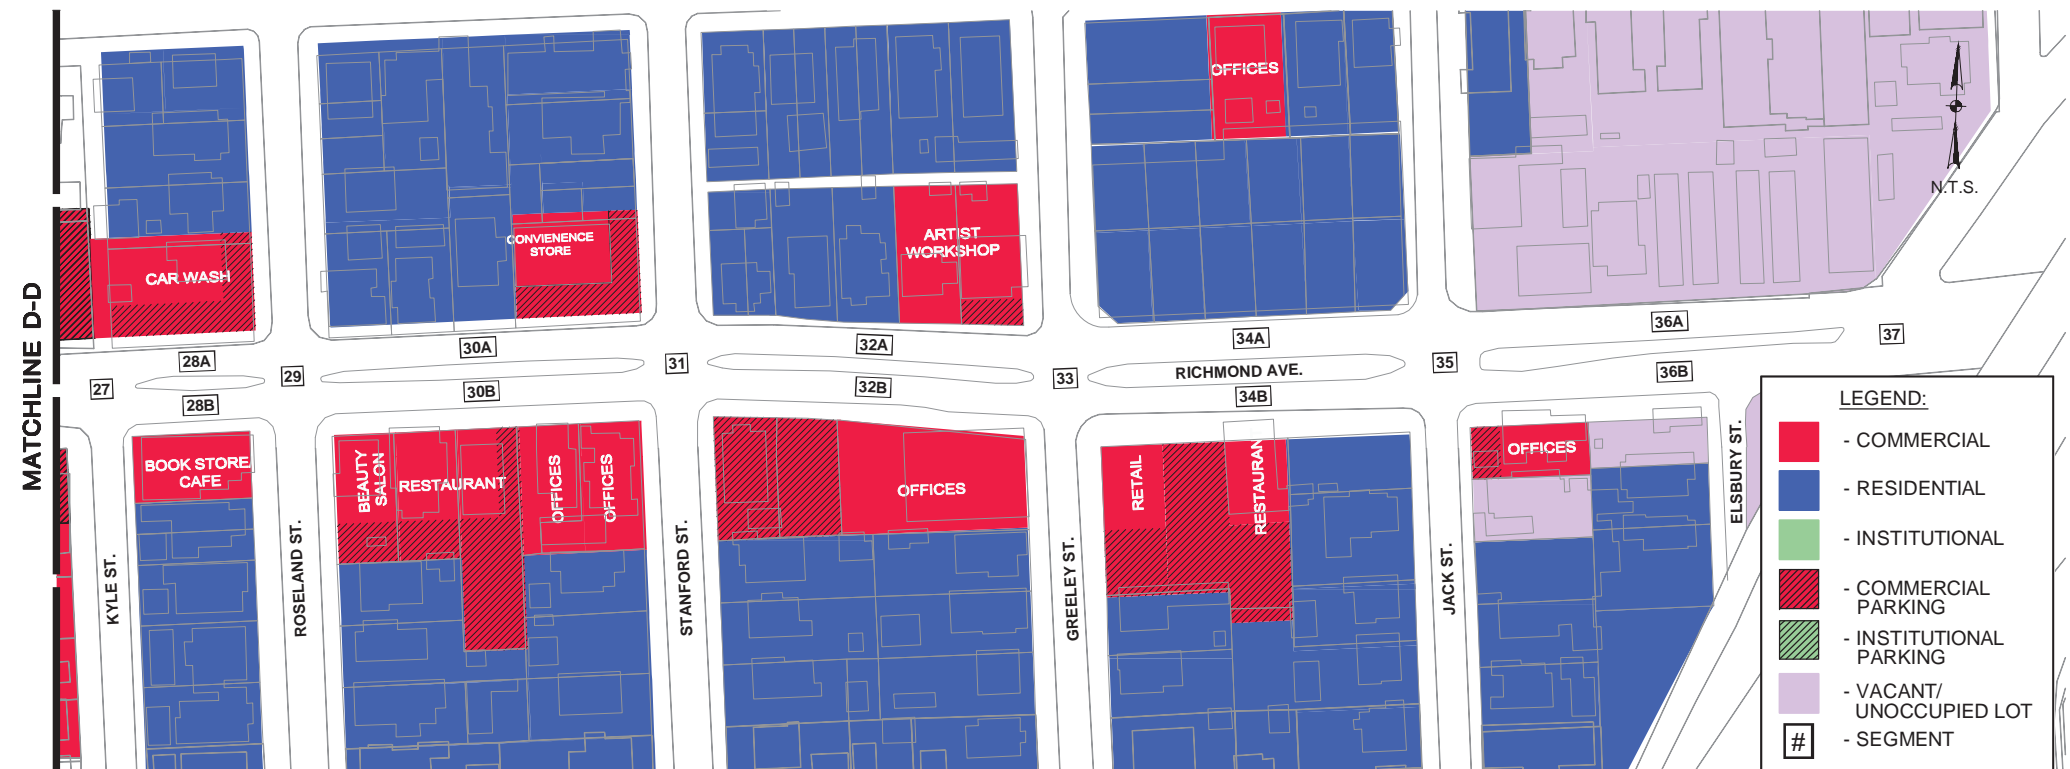 OFFICES
N.T.S.
CONVIENENCE
STORE
ARTIST
WORKSHOP
CAR WASH
MATCHLINE D-D
28A
30A
32A
34A
36A
37
27
29
31
33
35
RICHMOND AVE.
28B
30B
32B
34B
36B
BOOK STORE
CAFE
BEAUTY
SALON
RESTAURANT
OFFICES
OFFICES
OFFICES
RETAIL
RESTAURAN
OFFICES
KYLE ST.
ROSELAND ST.
STANFORD ST.
GREELEY ST.
JACK ST.
ELSBURY ST.
LEGEND:
- COMMERCIAL
- RESIDENTIAL
- INSTITUTIONAL
- COMMERCIAL
PARKING
- INSTITUTIONAL
PARKING
- VACANT/
UNOCCUPIED LOT
# - SEGMENT